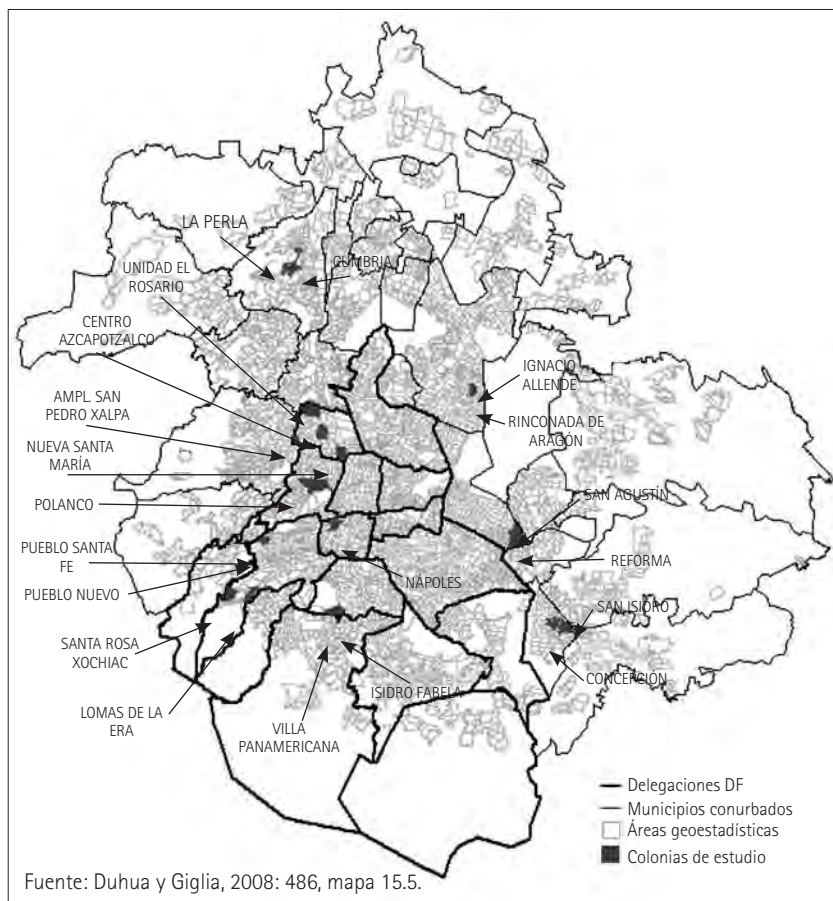 LA PERLA
CUMBRIA
UNIDAD EL
ROSARIO
CENTRO
AZCAPOTZALCO
IGNACIO
ALLENDE
AMPL. SAN
PEDRO XALPA
RINCONADA DE
ARAGÓN
NUEVA SANTA
MARÍA
POLANCO
SAN AGUSTÍN
PUEBLO SANTA
FE
REFORMA
NÁPOLES
PUEBLO NUEVO
SAN ISIDRO
SANTA ROSA
XOCHIAC
CONCEPCIÓN
ISIDRO FABELA
LOMAS DE LA
ERA
VILLA
PANAMERICANA
Delegaciones DF
Municipios conurbados
Áreas geoestadísticas
Colonias de estudio
Fuente: Duhua y Giglia, 2008: 486, mapa 15.5.